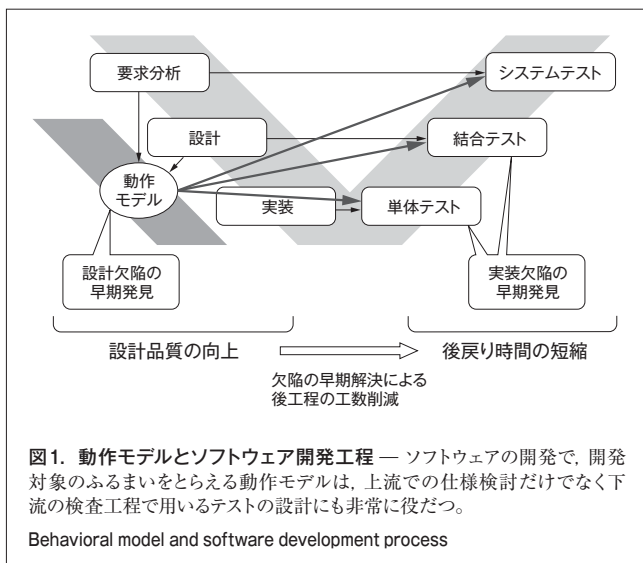 要求分析
システムテスト
設計
結合テスト
動作
モデル
実装
単体テスト
設計欠陥の
早期発見
実装欠陥の
早期発見
設計品質の向上
後戻り時間の短縮
欠陥の早期解決による
後工程の工数削減
図1. 動作モデルとソフトウェア開発工程 — ソフトウェアの開発で, 開発
対象のふるまいをとらえる動作モデルは, 上流での仕様検討だけでなく下
流の検査工程で用いるテストの設計にも非常に役だつ。
Behavioral model and software development process